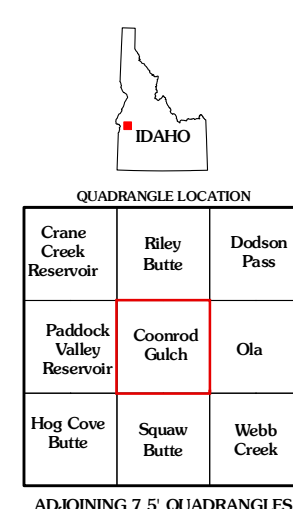 IDAHO
QUADRANGLE LOCATION
Crane
Creek
Reservoir
Riley
Butte
Dodson
Pass
Paddock
Valley
Reservoir
Coonrod
Gulch
Ola
Hog Cove
Butte
Squaw
Butte
Webb
Creek
ADJOINING 7.5' QUADRANGLES